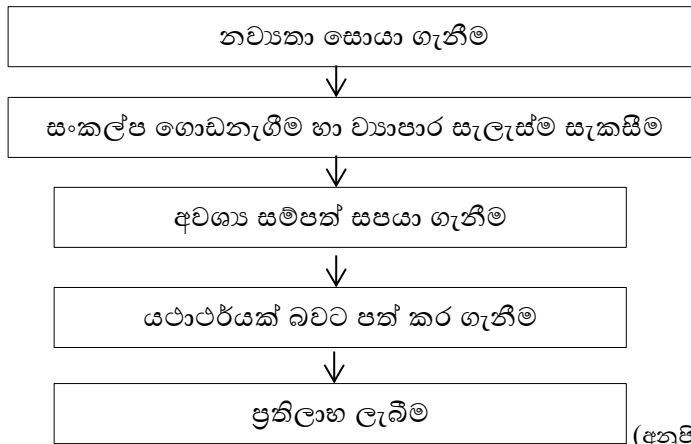 නව්‍යතා සොයා ගැනීම
සංකල්ප ගොඩනැගීම හා ව්‍යාපාර සැලැස්ම සැකසීම
අවශ්‍ය සම්පත් සපයා ගැනීම
යථාර්ථයක් බවට පත් කර ගැනීම
ප්‍රතිලාභ ලැබීම